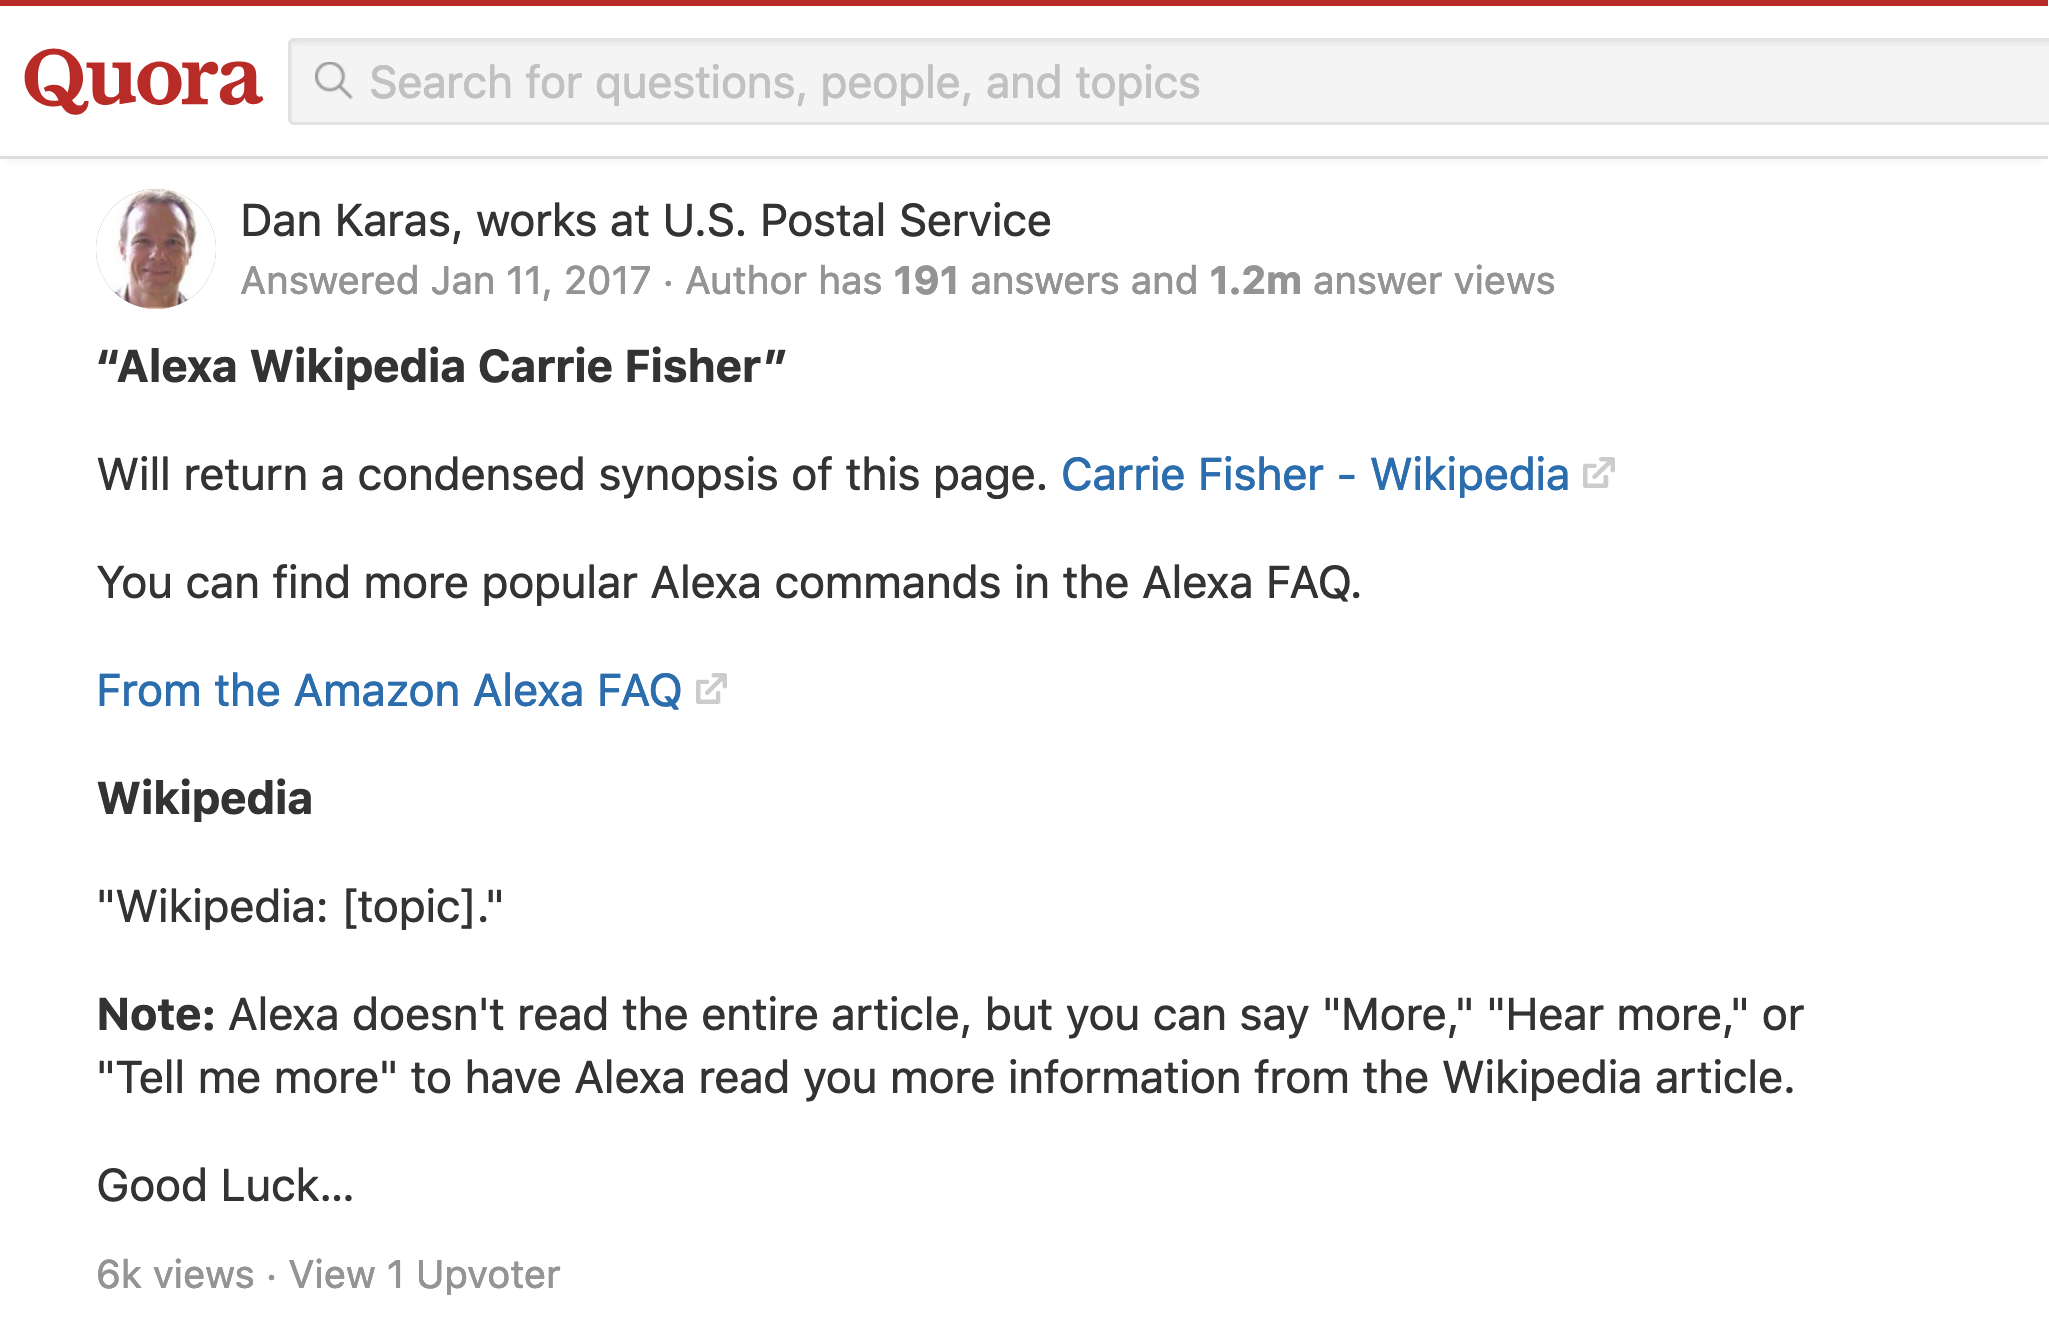 Quora
Search for questions, people, and topics
Dan Karas, works at U.S. Postal Service
Answered Jan 11, 2017 · Author has 191 answers and 1.2m answer views
“Alexa Wikipedia Carrie Fisher”
Will return a condensed synopsis of this page. Carrie Fisher - Wikipedia
You can find more popular Alexa commands in the Alexa FAQ.
From the Amazon Alexa FAQ
Wikipedia
"Wikipedia: [topic]."
Note: Alexa doesn't read the entire article, but you can say "More," "Hear more," or
"Tell me more" to have Alexa read you more information from the Wikipedia article.
Good Luck…
6k views · View 1 Upvoter